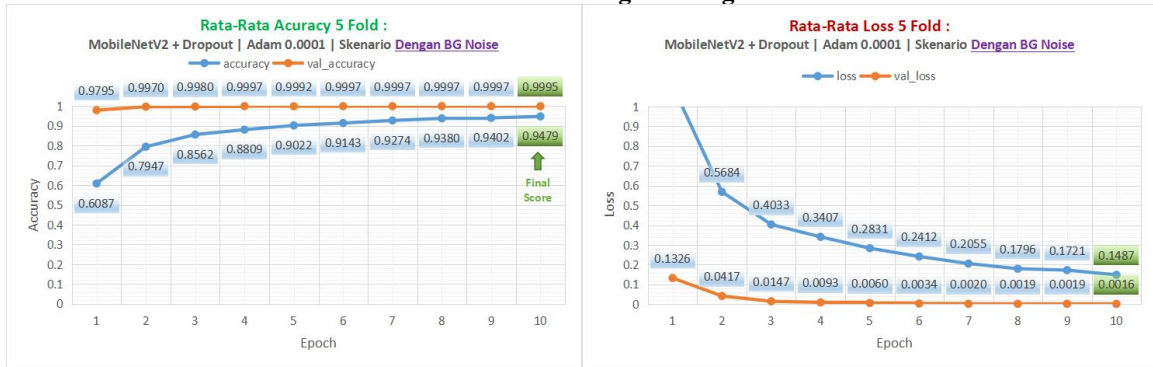 Rata-Rata Acuracy 5 Fold :
MobileNetV2 + Dropout | Adam 0.0001 | Skenario Dengan BG Noise
accuracy val_accuracy
0.9795 0.9970 0.9980 0.9997 0.9992 0.9997 0.9997 0.9997 0.9997 0.9995
1
0.9
0.8
0.7
0.6
0.5
0.4
0.3
0.2
0.1
0
0.6087 0.7947 0.8562 0.8809 0.9022 0.9143 0.9274 0.9380 0.9402 0.9479
Final
Score
Accuracy
1 2 3 4 5 6 7 8 9 10
Epoch
Rata-Rata Loss 5 Fold :
MobileNetV2 + Dropout | Adam 0.0001 | Skenario Dengan BG Noise
loss val_loss
1
0.9
0.8
0.7
0.6
0.5
0.4
0.3
0.2
0.1
0
0.5684 0.4033 0.3407 0.2831 0.2412 0.2055 0.1796 0.1721 0.1487
0.1326 0.0417 0.0147 0.0093 0.0060 0.0034 0.0020 0.0019 0.0019 0.0016
Loss
1 2 3 4 5 6 7 8 9 10
Epoch